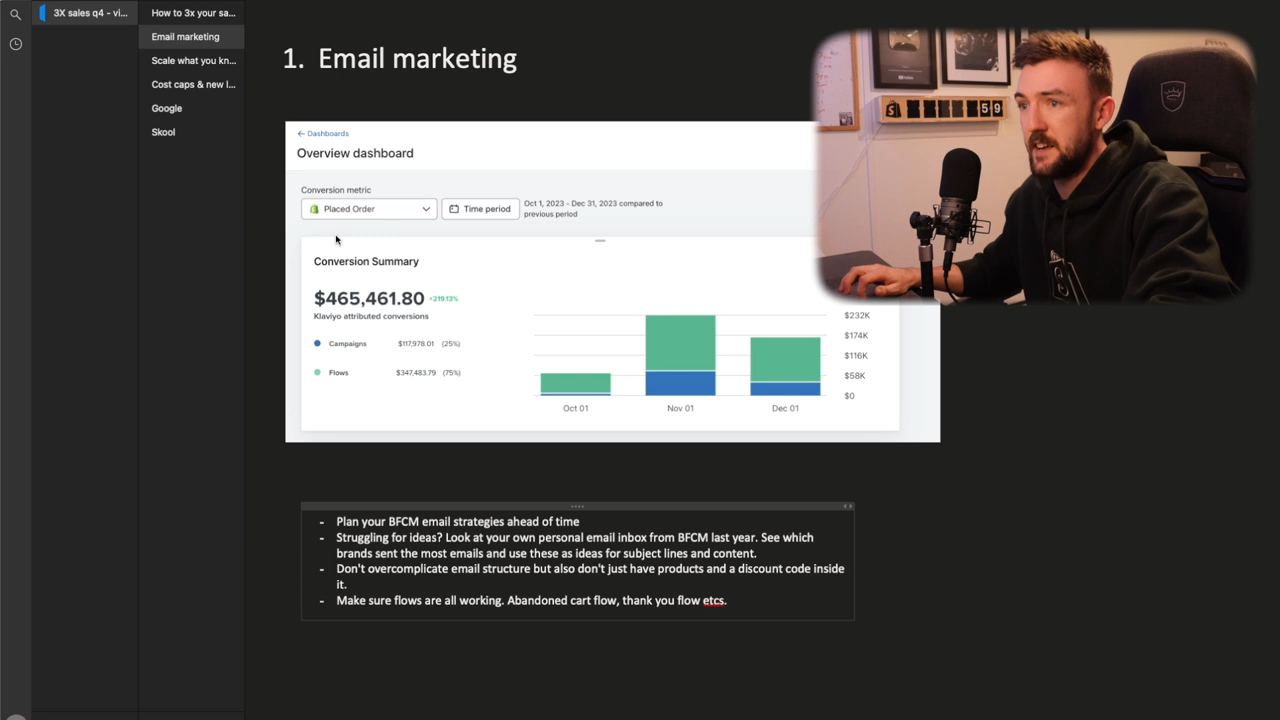 3X sales q4 - vi...
How to 3x your sa...
Email marketing
Scale what you kn...
Cost caps & new l...
Google
Skool
1. Email marketing
← Dashboards
Overview dashboard
Conversion metric
Placed Order
Time period
Oct 1, 2023 - Dec 31, 2023 compared to
previous period
Conversion Summary
$465,461.80 +219.13%
Klaviyo attributed conversions
Campaigns $117,978.01 (25%)
Flows $347,483.79 (75%)
$232K
$174K
$116K
$58K
$0
Oct 01 Nov 01 Dec 01
- Plan your BFCM email strategies ahead of time
- Struggling for ideas? Look at your own personal email inbox from BFCM last year. See which
brands sent the most emails and use these as ideas for subject lines and content.
- Don't overcomplicate email structure but also don't just have products and a discount code inside
it.
- Make sure flows are all working. Abandoned cart flow, thank you flow etcs.
59